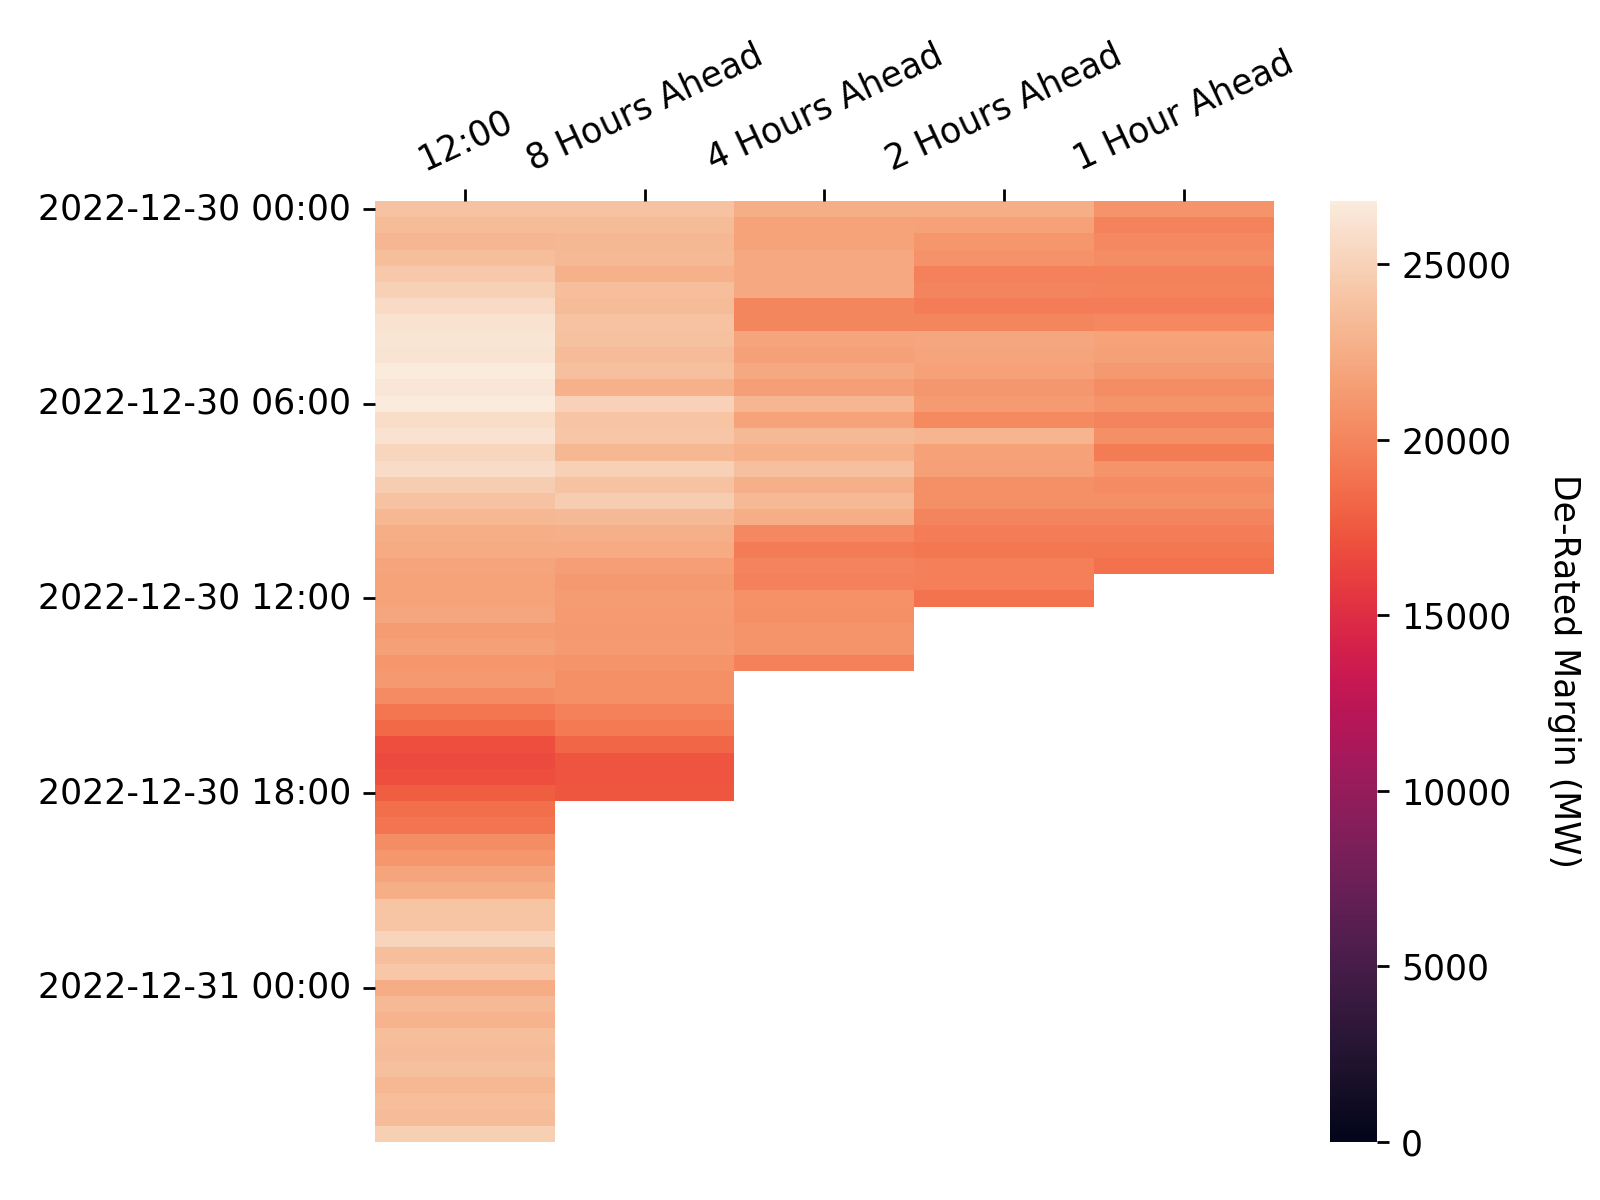 12:00
8 Hours Ahead
4 Hours Ahead
2 Hours Ahead
1 Hour Ahead
2022-12-30 00:00
2022-12-30 06:00
2022-12-30 12:00
2022-12-30 18:00
2022-12-31 00:00
25000
20000
15000
10000
5000
0
De-Rated Margin (MW)